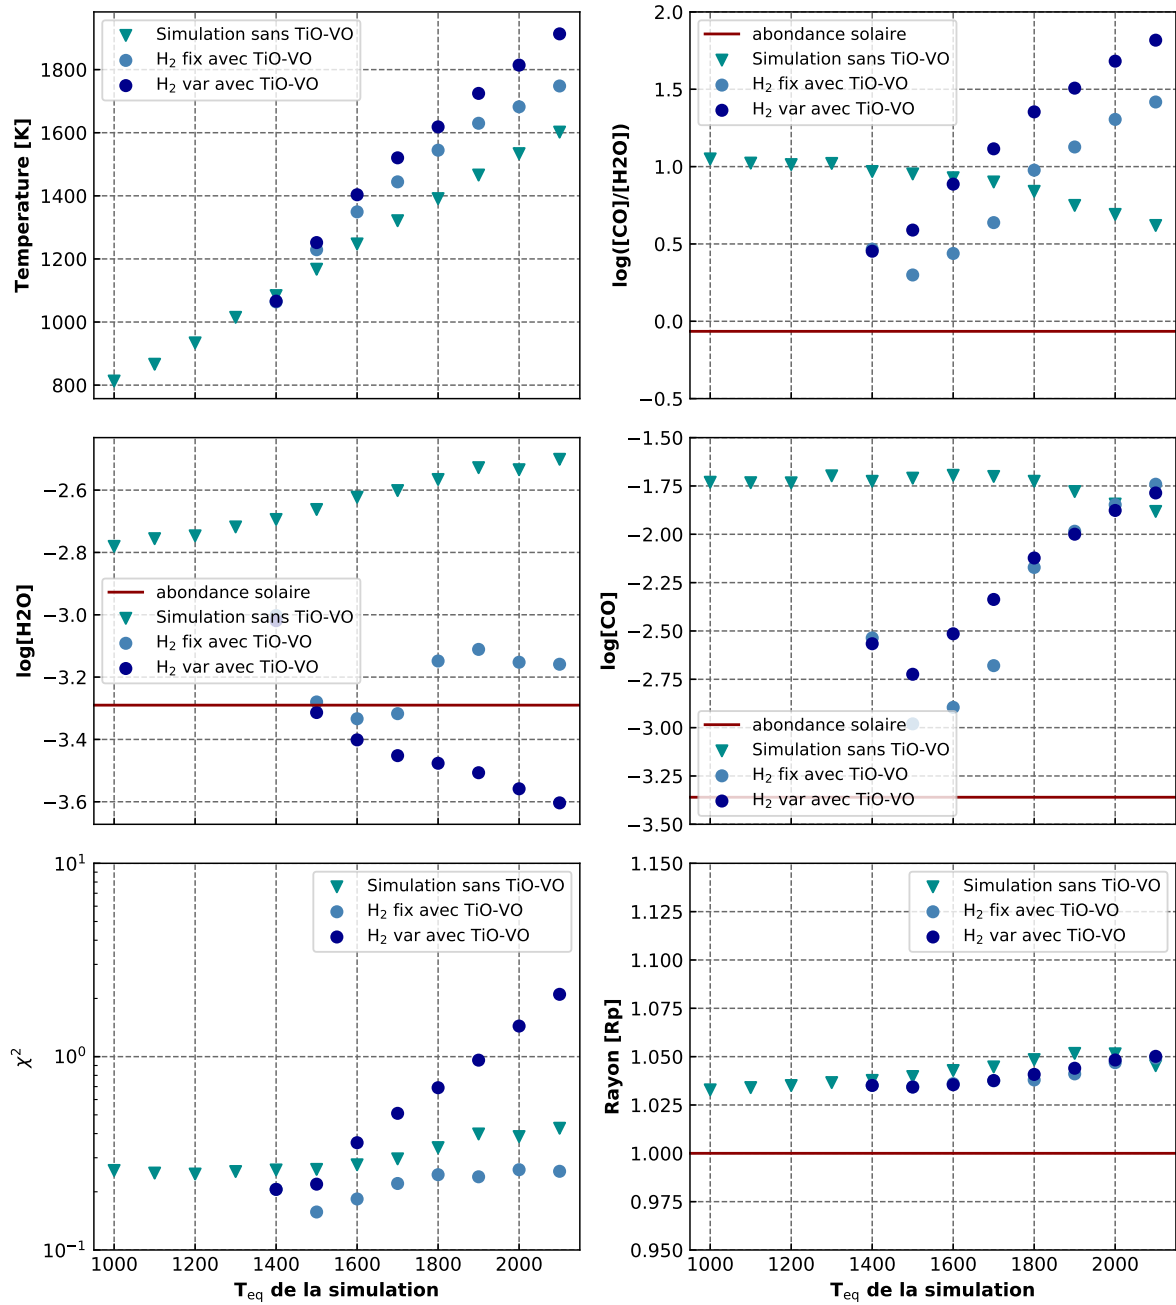 Simulation sans TiO-VO
H₂ fix avec TiO-VO
H₂ var avec TiO-VO
Temperature [K]
1800
1600
1400
1200
1000
800
abondance solaire
Simulation sans TiO-VO
H₂ fix avec TiO-VO
H₂ var avec TiO-VO
log([CO]/[H2O])
2.0
1.5
1.0
0.5
0.0
−0.5
abondance solaire
Simulation sans TiO-VO
H₂ fix avec TiO-VO
H₂ var avec TiO-VO
log[H2O]
−2.6
−2.8
−3.0
−3.2
−3.4
−3.6
abondance solaire
Simulation sans TiO-VO
H₂ fix avec TiO-VO
H₂ var avec TiO-VO
log[CO]
−1.50
−1.75
−2.00
−2.25
−2.50
−2.75
−3.00
−3.25
−3.50
Simulation sans TiO-VO
H₂ fix avec TiO-VO
H₂ var avec TiO-VO
χ²
10¹
10⁰
10⁻¹
1000 1200 1400 1600 1800 2000
T_eq de la simulation
Simulation sans TiO-VO
H₂ fix avec TiO-VO
H₂ var avec TiO-VO
Rayon [Rp]
1.150
1.125
1.100
1.075
1.050
1.025
1.000
0.975
0.950
1000 1200 1400 1600 1800 2000
T_eq de la simulation